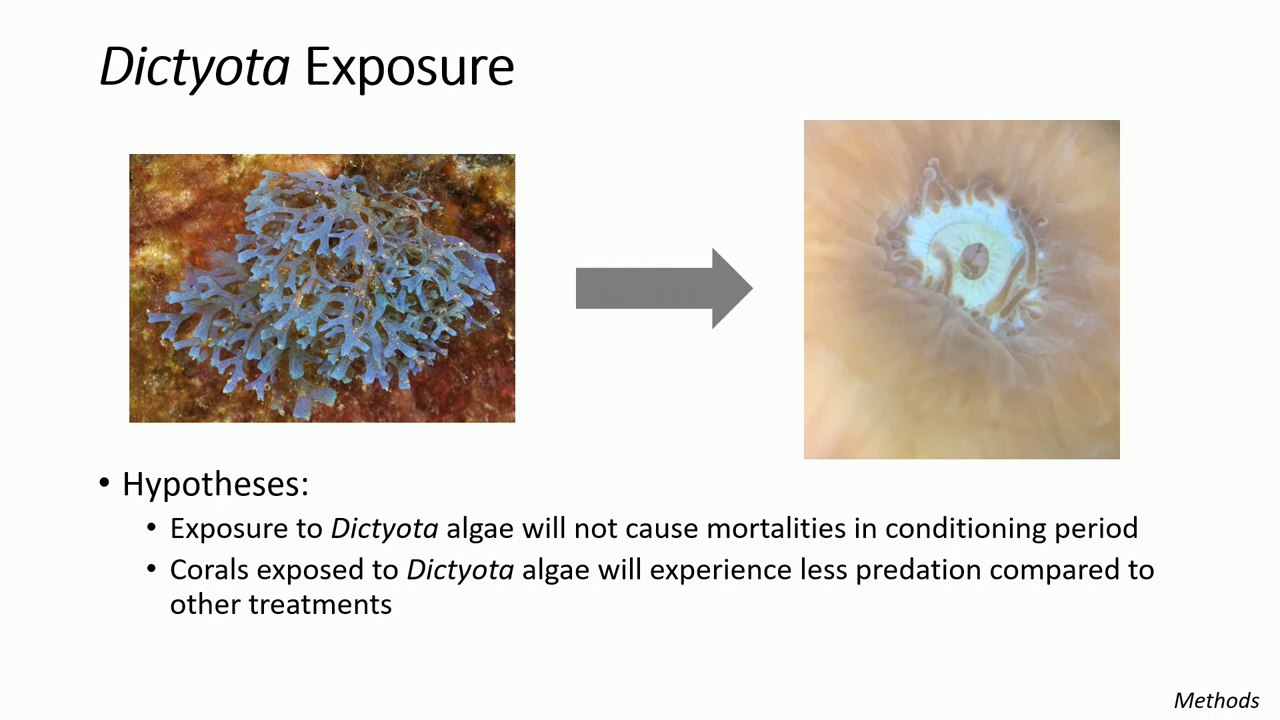 Dictyota Exposure
• Hypotheses:
• Exposure to Dictyota algae will not cause mortalities in conditioning period
• Corals exposed to Dictyota algae will experience less predation compared to
other treatments
Methods